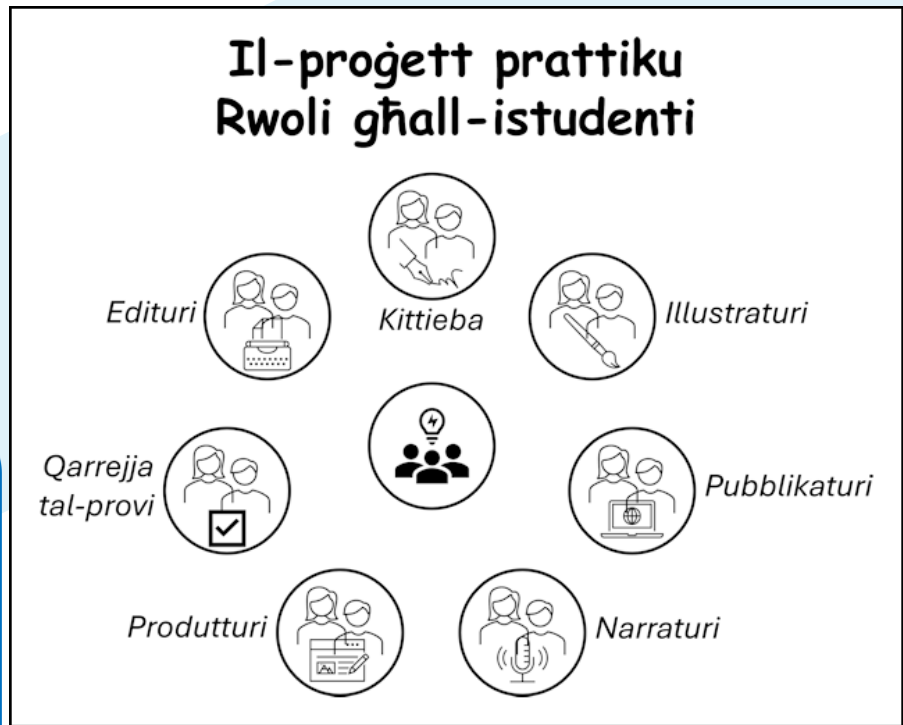 Il-proġett prattiku
Rwoli għall-istudenti
Kittieba
Edituri
Illustraturi
Qarrejja
tal-provi
Pubblikaturi
Produtturi
Narraturi